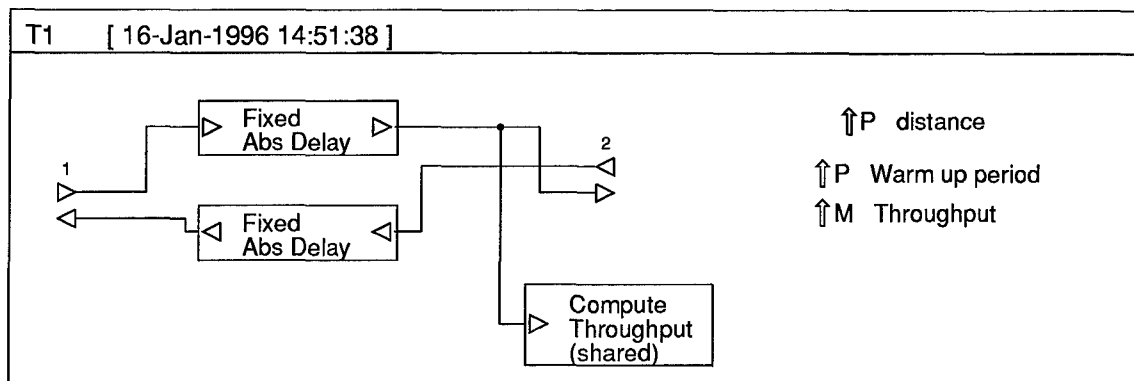 T1 [ 16-Jan-1996 14:51:38 ]
Fixed
Abs Delay
1
2
Fixed
Abs Delay
Compute
Throughput
(shared)
⇑P distance
⇑P Warm up period
⇑M Throughput